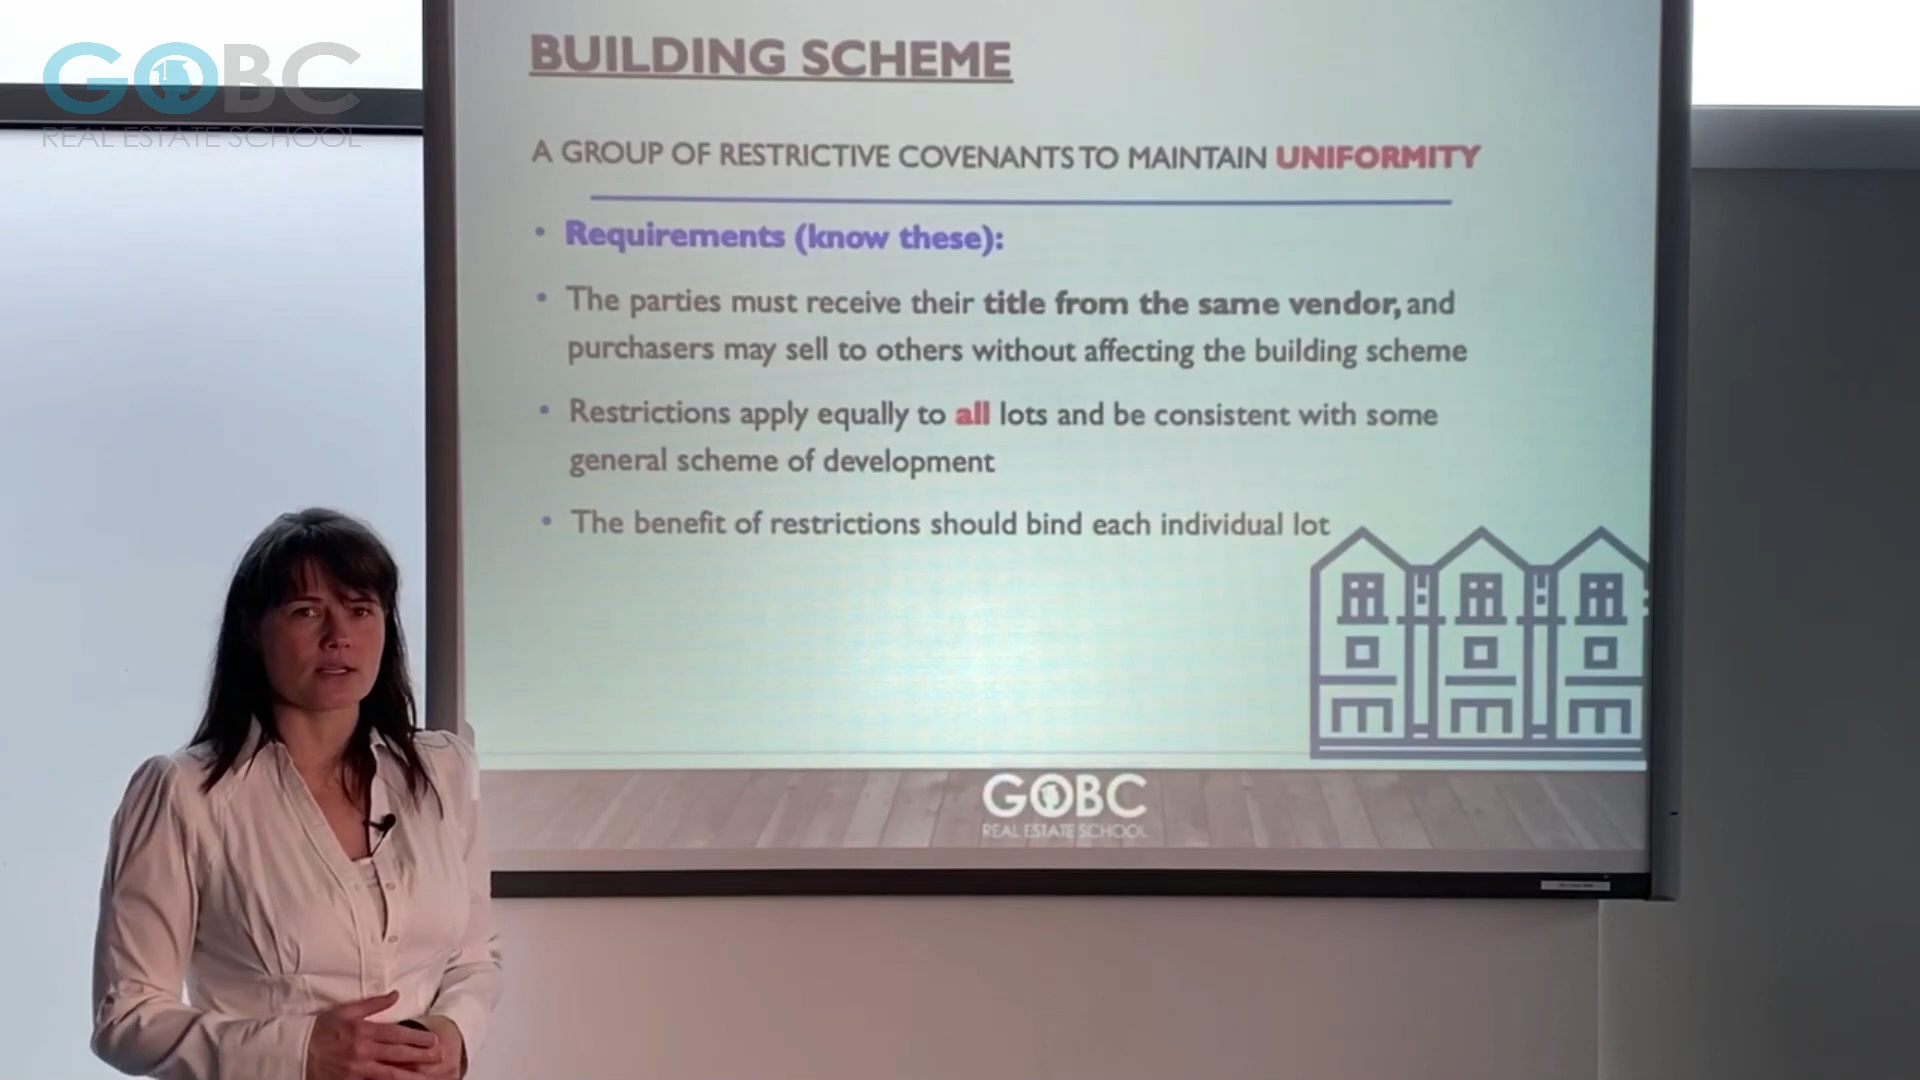 GOBC
REAL ESTATE SCHOOL
BUILDING SCHEME
A GROUP OF RESTRICTIVE COVENANTS TO MAINTAIN UNIFORMITY
• Requirements (know these):
• The parties must receive their title from the same vendor, and
purchasers may sell to others without affecting the building scheme
• Restrictions apply equally to all lots and be consistent with some
general scheme of development
• The benefit of restrictions should bind each individual lot
GOBC
REAL ESTATE SCHOOL